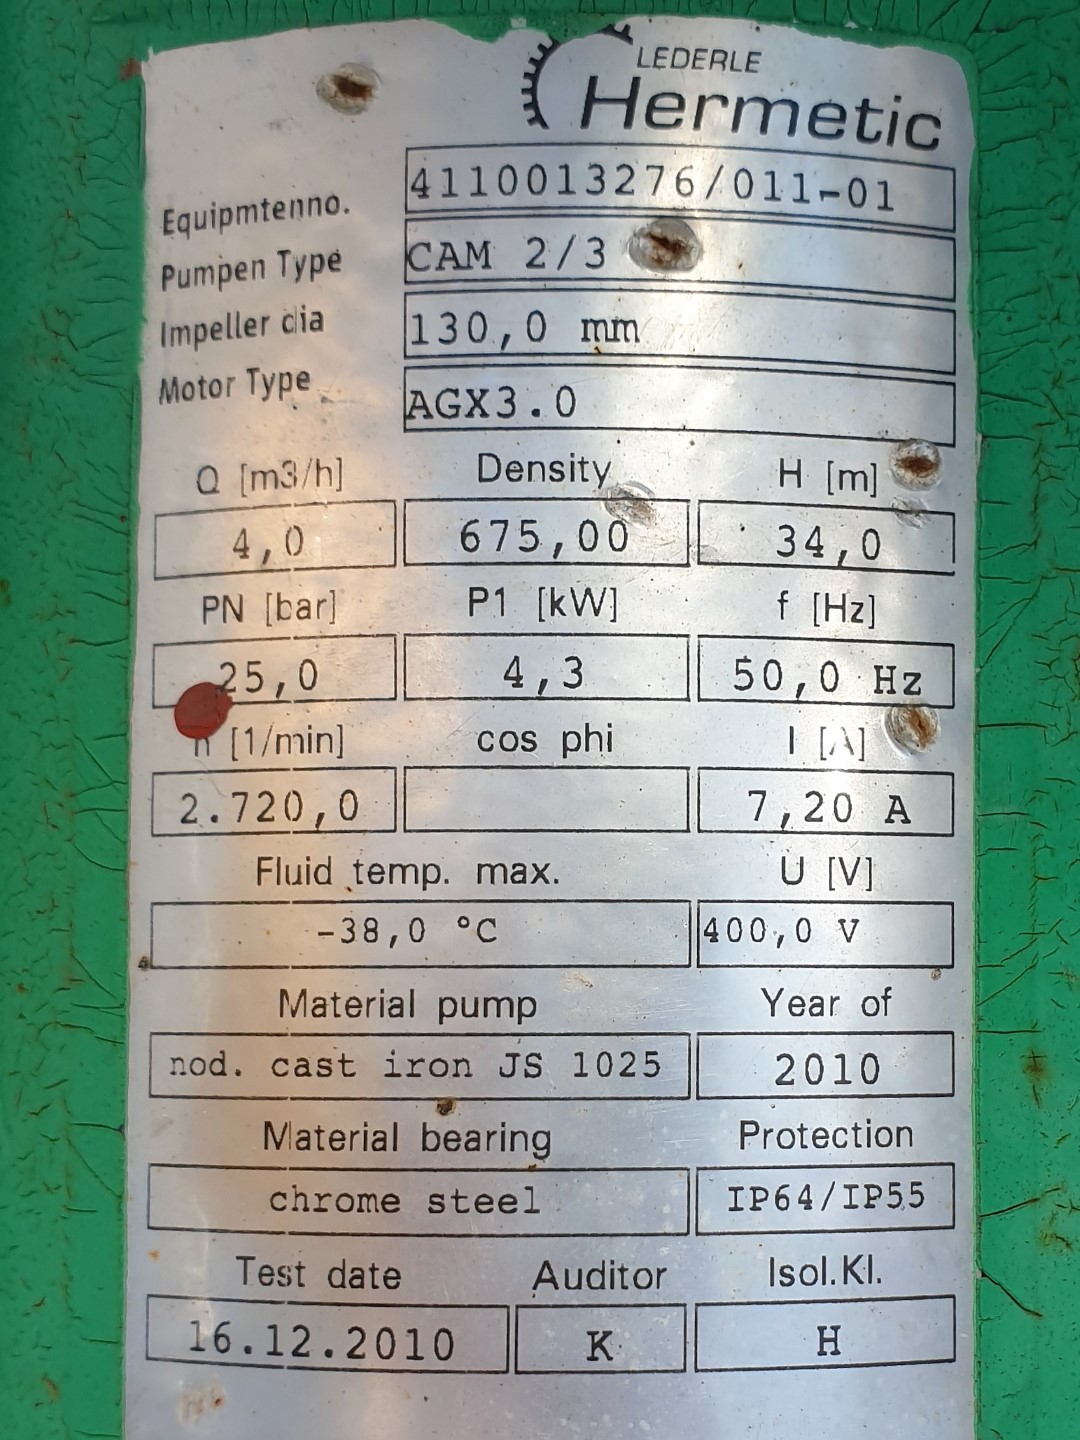 LEDERLE
Hermetic
Equipmtenno. 4110013276/011-01
Pumpen Type CAM 2/3
Impeller dia 130,0 mm
Motor Type AGX3.0
Q [m3/h] Density H [m]
4,0 675,00 34,0
PN [bar] P1 [kW] f [Hz]
25,0 4,3 50,0 Hz
n [1/min] cos phi I [A]
2.720,0 7,20 A
Fluid temp. max. U [V]
-38,0 °C 400,0 V
Material pump Year of
nod. cast iron JS 1025 2010
Material bearing Protection
chrome steel IP64/IP55
Test date Auditor Isol.Kl.
16.12.2010 K H